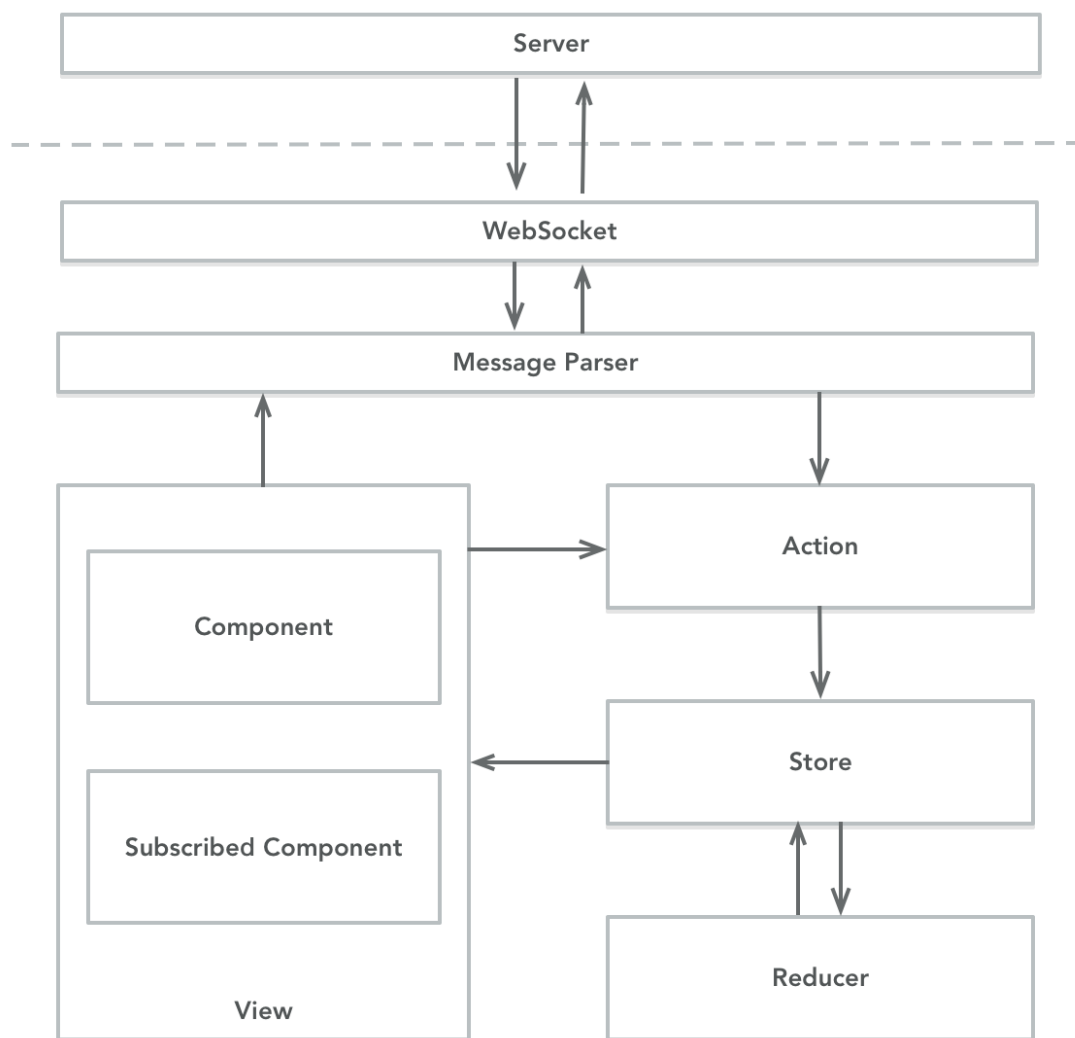 Server
WebSocket
Message Parser
Action
Component
Store
Subscribed Component
Reducer
View